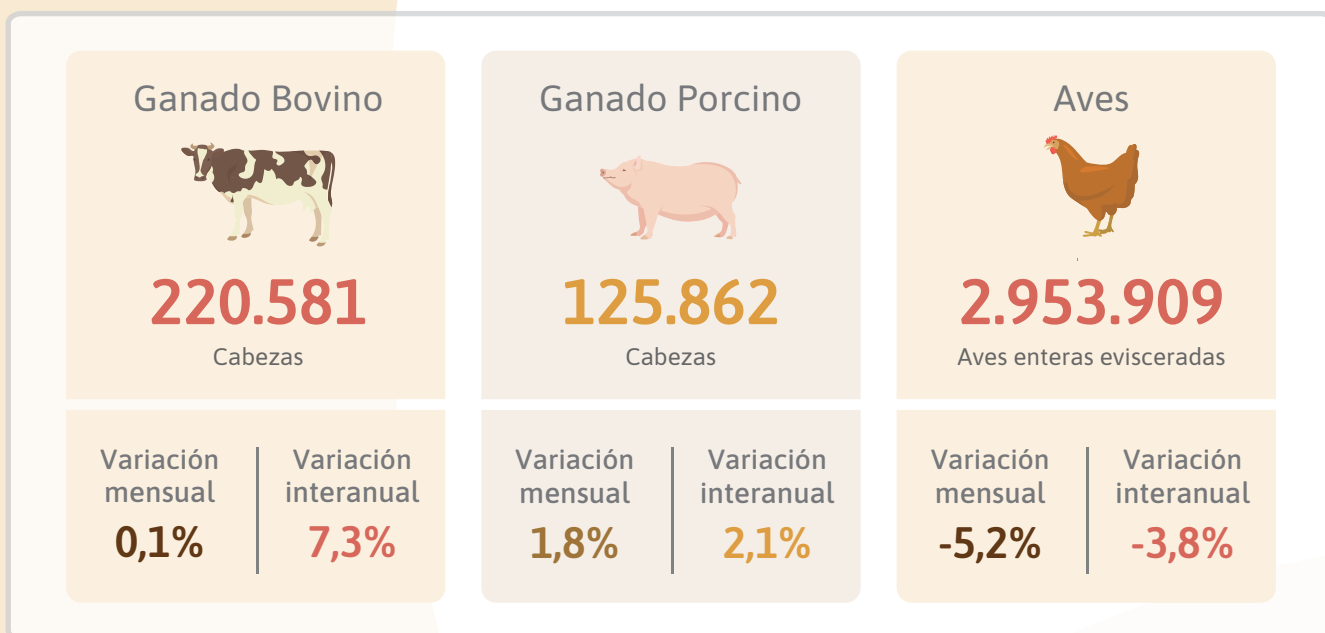 Ganado Bovino
220.581
Cabezas
Variación
mensual
0,1%
Variación
interanual
7,3%
Ganado Porcino
125.862
Cabezas
Variación
mensual
1,8%
Variación
interanual
2,1%
Aves
2.953.909
Aves enteras evisceradas
Variación
mensual
-5,2%
Variación
interanual
-3,8%